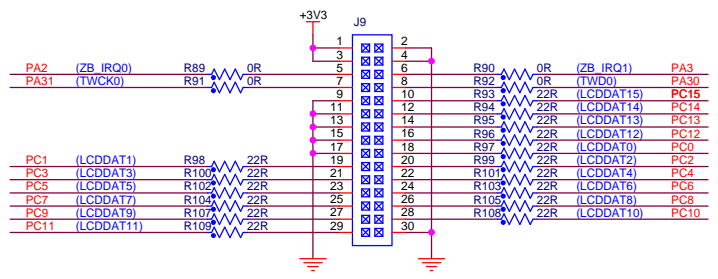 +3V3 J9
1 2
3 4
PA2 (ZB_IRQ0) R89 0R 5 6 R90 0R (ZB_IRQ1) PA3
PA31 (TWCK0) R91 0R 7 8 R92 0R (TWD0) PA30
9 10 R93 22R (LCDDAT15) PC15
11 12 R94 22R (LCDDAT14) PC14
13 14 R95 22R (LCDDAT13) PC13
15 16 R96 22R (LCDDAT12) PC12
17 18 R97 22R (LCDDAT0) PC0
PC1 (LCDDAT1) R98 22R 19 20 R99 22R (LCDDAT2) PC2
PC3 (LCDDAT3) R100 22R 21 22 R101 22R (LCDDAT4) PC4
PC5 (LCDDAT5) R102 22R 23 24 R103 22R (LCDDAT6) PC6
PC7 (LCDDAT7) R104 22R 25 26 R105 22R (LCDDAT8) PC8
PC9 (LCDDAT9) R107 22R 27 28 R108 22R (LCDDAT10) PC10
PC11 (LCDDAT11) R109 22R 29 30